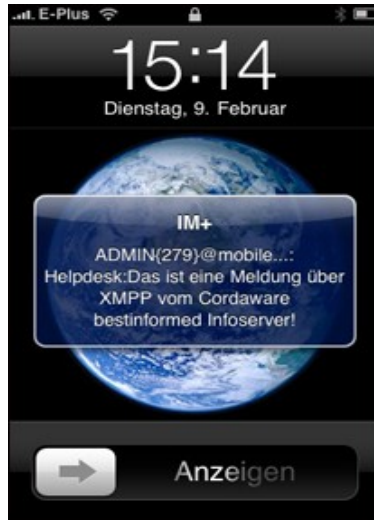 E-Plus
15:14
Dienstag, 9. Februar
IM+
ADMIN{279}@mobile...:
Helpdesk:Das ist eine Meldung über
XMPP vom Cordaware
bestinformed Infoserver!
Anzeigen